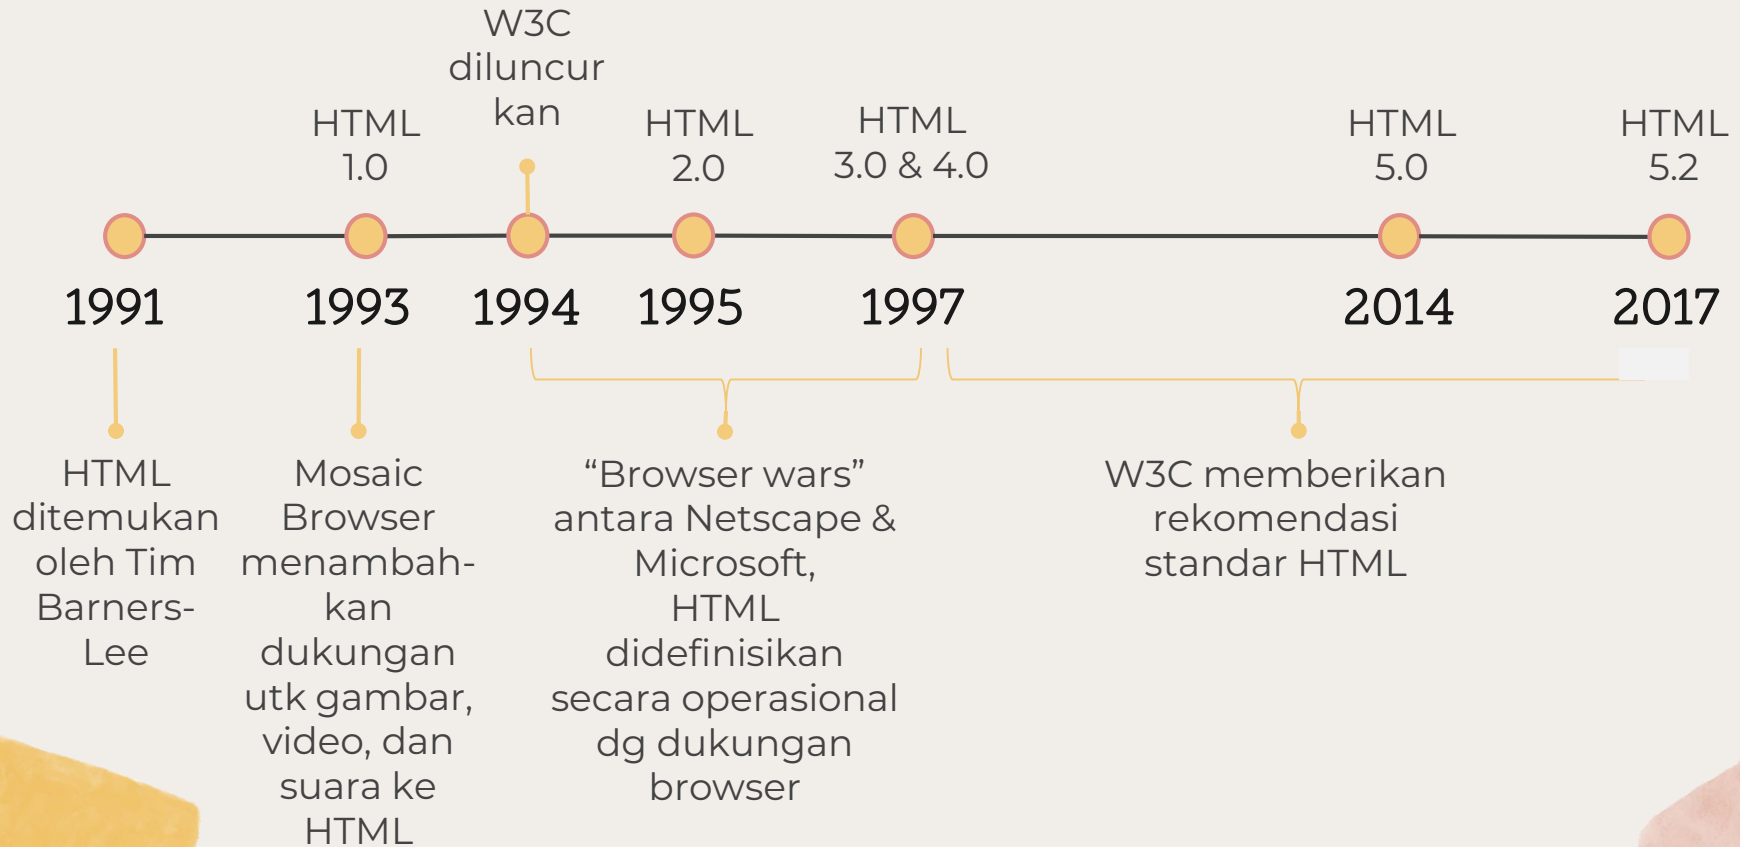 W3C
diluncur
kan
HTML
1.0
HTML
2.0
HTML
3.0 & 4.0
HTML
5.0
HTML
5.2
1991
1993
1994
1995
1997
2014
2017
HTML
ditemukan
oleh Tim
Barners-
Lee
Mosaic
Browser
menambah-
kan
dukungan
utk gambar,
video, dan
suara ke
HTML
“Browser wars”
antara Netscape &
Microsoft,
HTML
didefinisikan
secara operasional
dg dukungan
browser
W3C memberikan
rekomendasi
standar HTML